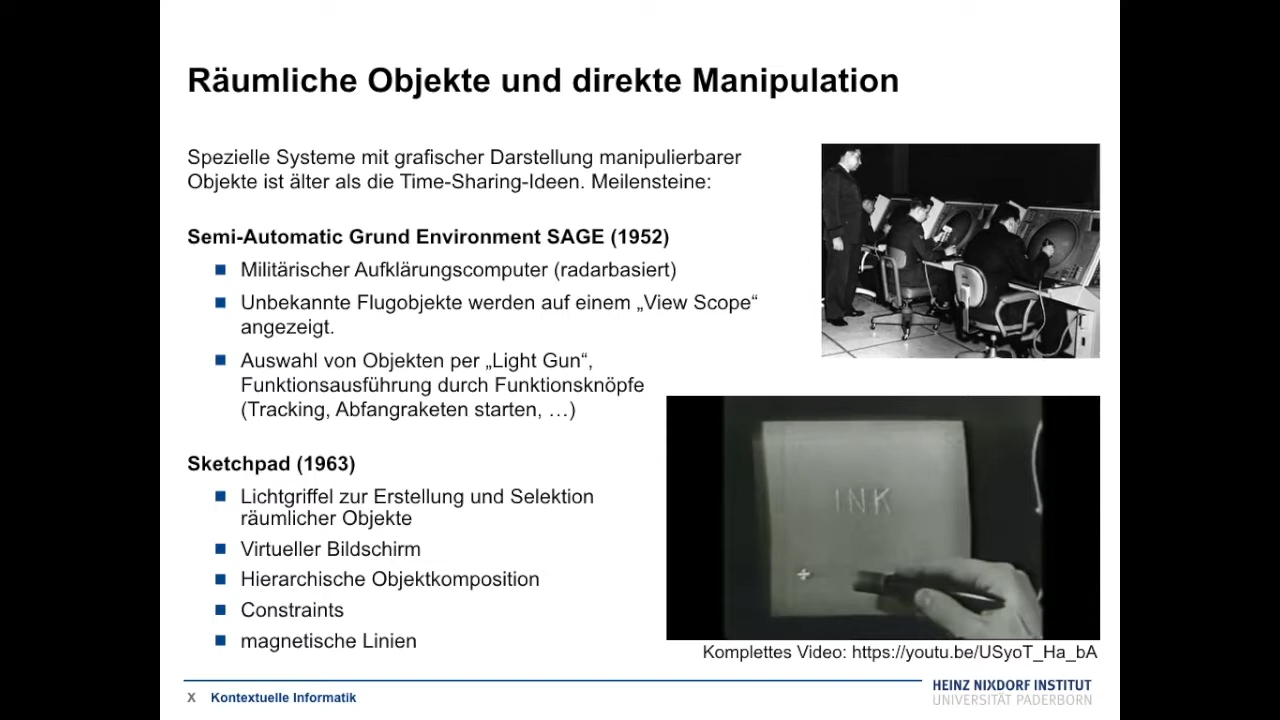 Räumliche Objekte und direkte Manipulation
Spezielle Systeme mit grafischer Darstellung manipulierbarer
Objekte ist älter als die Time-Sharing-Ideen. Meilensteine:
Semi-Automatic Grund Environment SAGE (1952)
Militärischer Aufklärungscomputer (radarbasiert)
Unbekannte Flugobjekte werden auf einem „View Scope“
angezeigt.
Auswahl von Objekten per „Light Gun“,
Funktionsausführung durch Funktionsknöpfe
(Tracking, Abfangraketen starten, …)
Sketchpad (1963)
Lichtgriffel zur Erstellung und Selektion
räumlicher Objekte
Virtueller Bildschirm
Hierarchische Objektkomposition
Constraints
magnetische Linien
INK
Komplettes Video: https://youtu.be/USyoT_Ha_bA
X Kontextuelle Informatik
HEINZ NIXDORF INSTITUT
UNIVERSITÄT PADERBORN